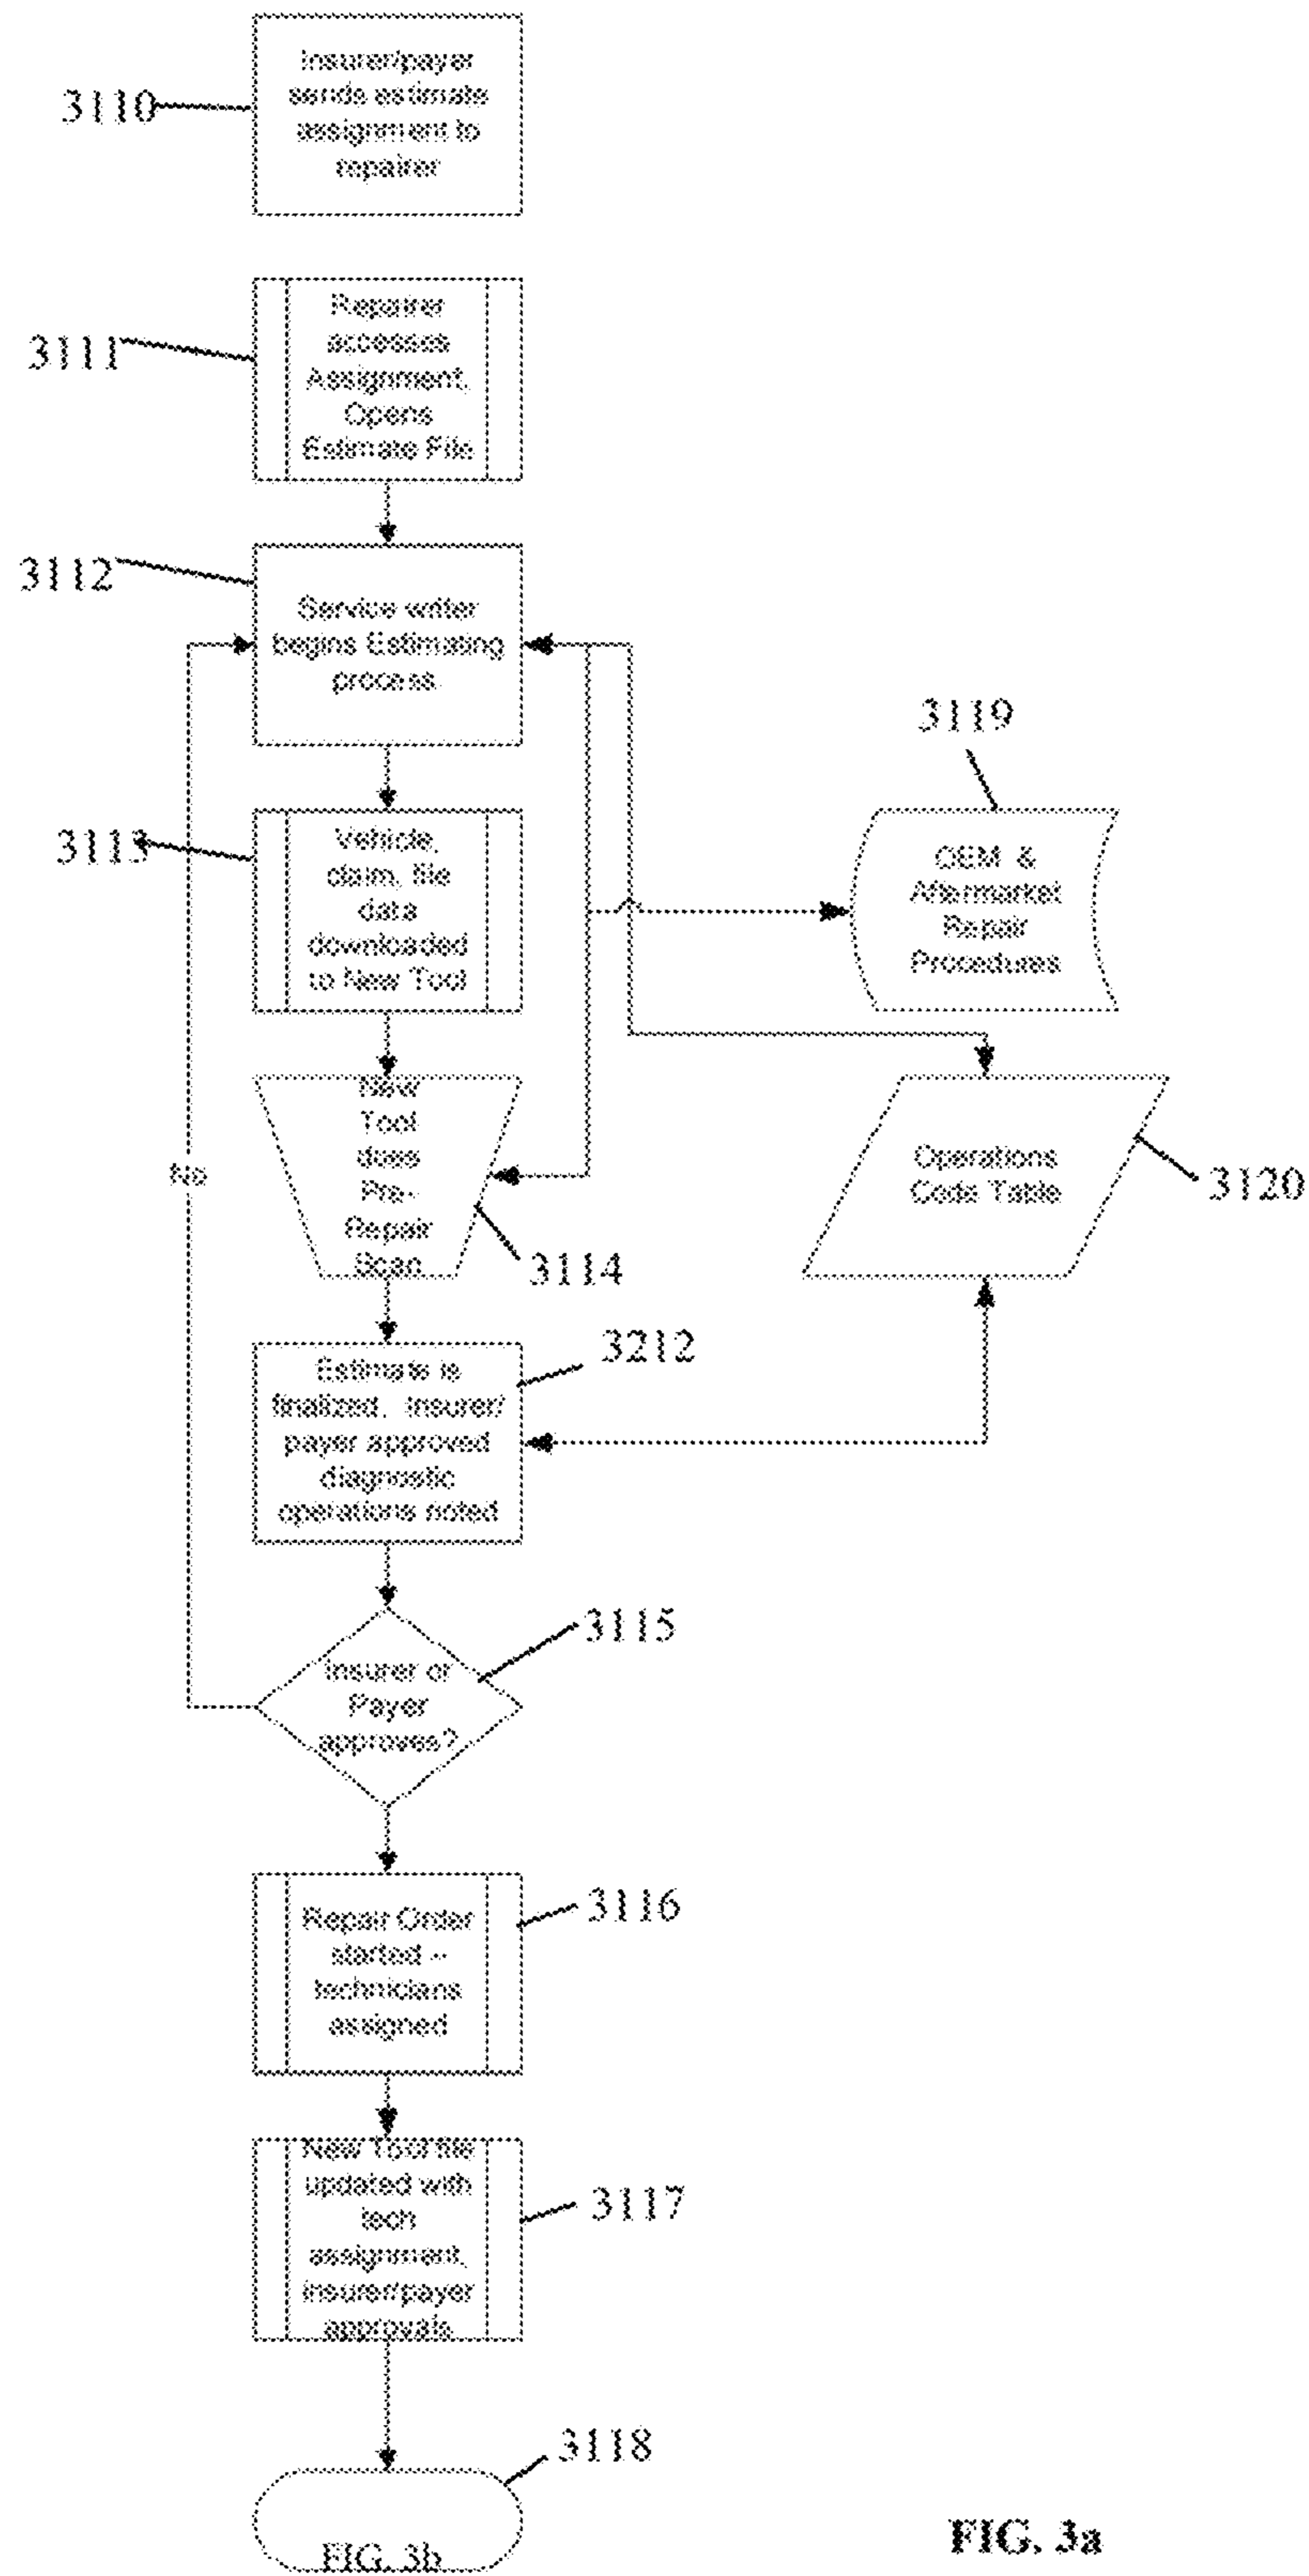 Insurer/payer
sends estimate
assignment to
repairer
3110
Repairer
accesses
Assignment,
Opens
Estimate File
3111
3112
Service writer
begins Estimating
process
3119
3113
Vehicle,
claim, file
data
downloaded
to New Tool
OEM &
Aftermarket
Repair
Procedures
No
New
Tool
does
Pre-
Repair
Scan
3114
Operations
Code Table
3120
3212
Estimate is
finalized, insurer/
payer approved
diagnostic
operations noted
3115
Insurer or
Payer
approves?
3116
Repair Order
started --
technicians
assigned
New Tool file
updated with
tech
assignment,
insurer/payer
approvals
3117
3118
FIG. 3b
FIG. 3a